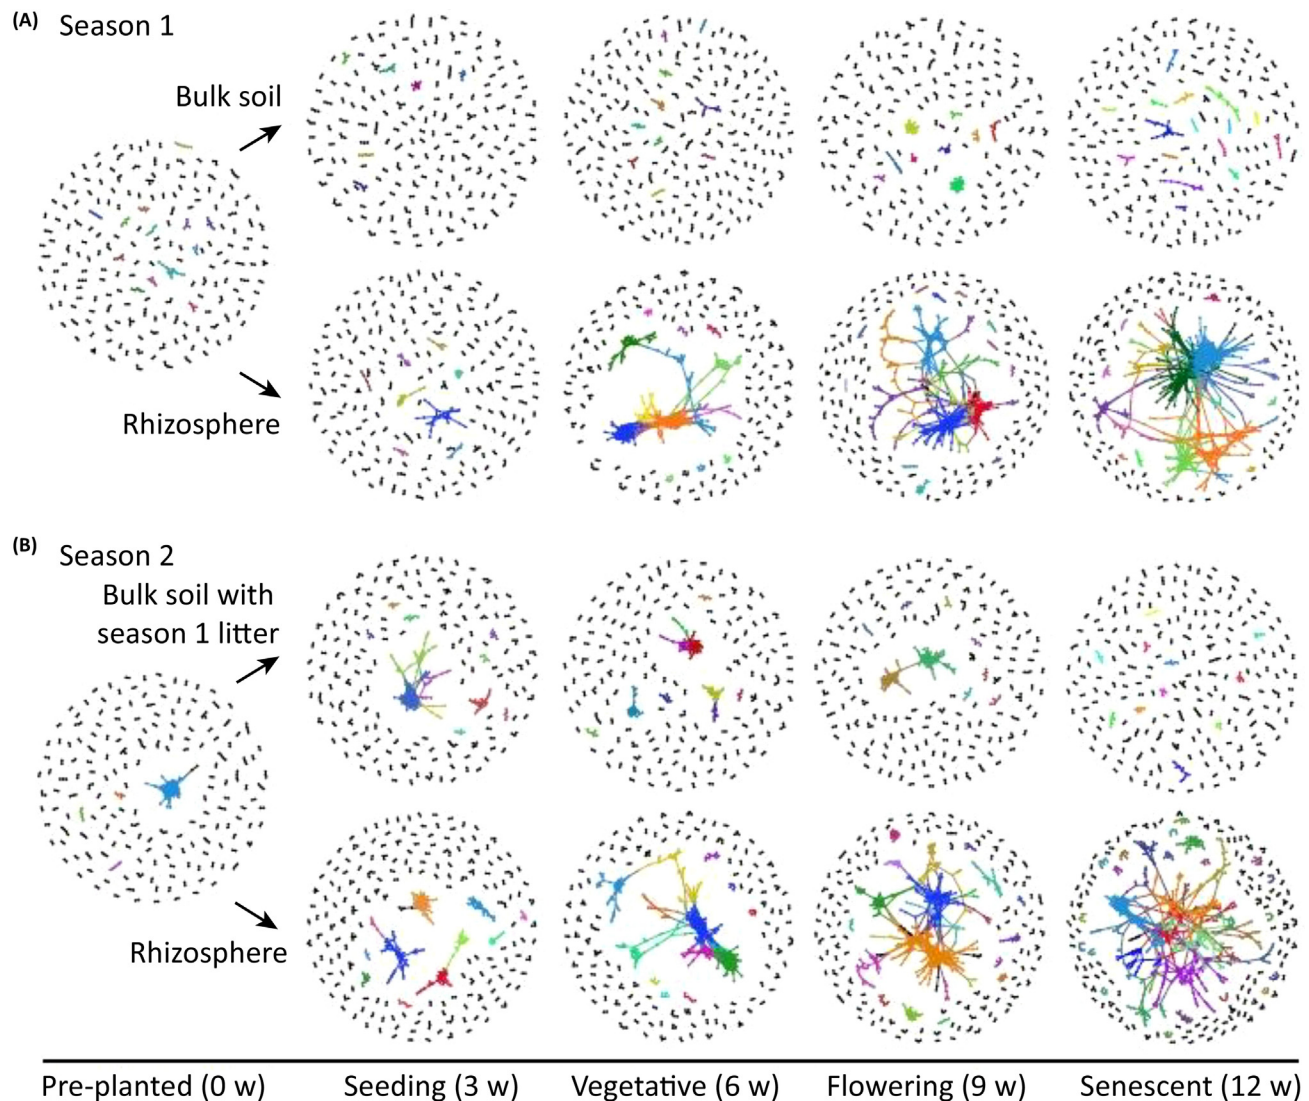 (A) Season 1
Bulk soil
Rhizosphere
(B) Season 2
Bulk soil with
season 1 litter
Rhizosphere
Pre-planted (0 w) Seeding (3 w) Vegetative (6 w) Flowering (9 w) Senescent (12 w)